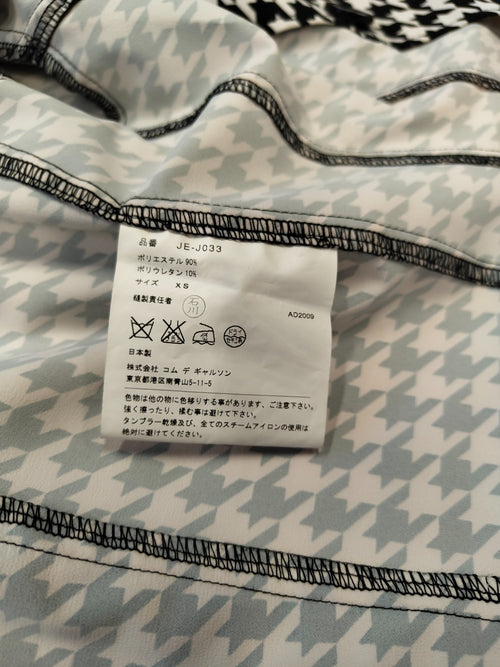 品番 JE-J033
ポリエステル 90%
ポリウレタン 10%
サイズ XS
縫製責任者 石川
AD2009
ドライ
日本製
株式会社 コム デ ギャルソン
東京都港区南青山5-11-5
色物は他の物に色移りする事があります、ご注意下さい。
強く擦ったり、揉む事は避けて下さい。
タンブラー乾燥及び、全てのスチームアイロンの使用は
絶対に避けてください。